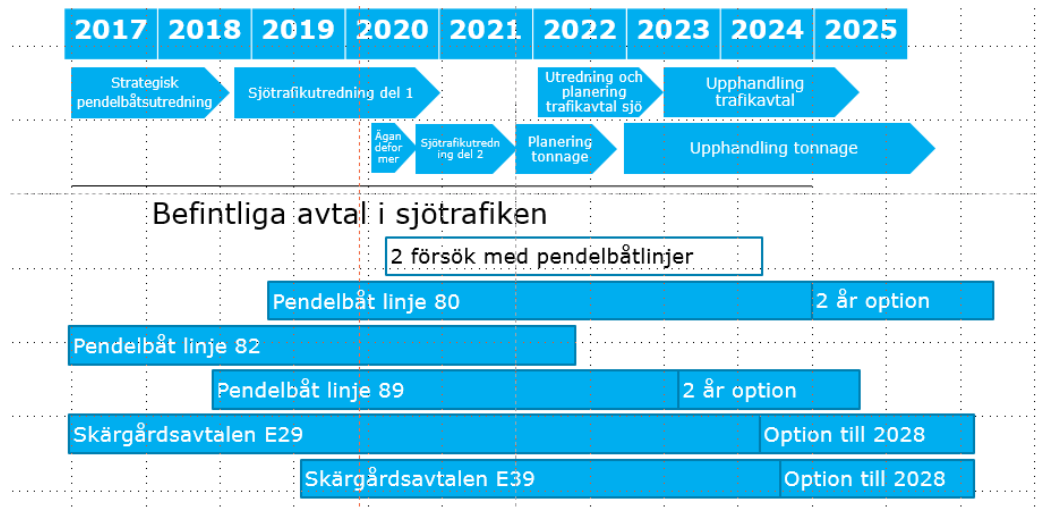 2017 2018 2019 2020 2021 2022 2023 2024 2025
Strategisk
pendelbåtsutredning
Sjötrafikutredning del 1
Utredning och
planering
trafikavtal sjö
Upphandling
trafikavtal
Ägan
defor
mer
Sjötrafikutredn
ing del 2
Planering
tonnage
Upphandling tonnage
Befintliga avtal i sjötrafiken
2 försök med pendelbåtlinjer
Pendelbåt linje 80
2 år option
Pendelbåt linje 82
Pendelbåt linje 89
2 år option
Skärgårdsavtalen E29
Option till 2028
Skärgårdsavtalen E39
Option till 2028